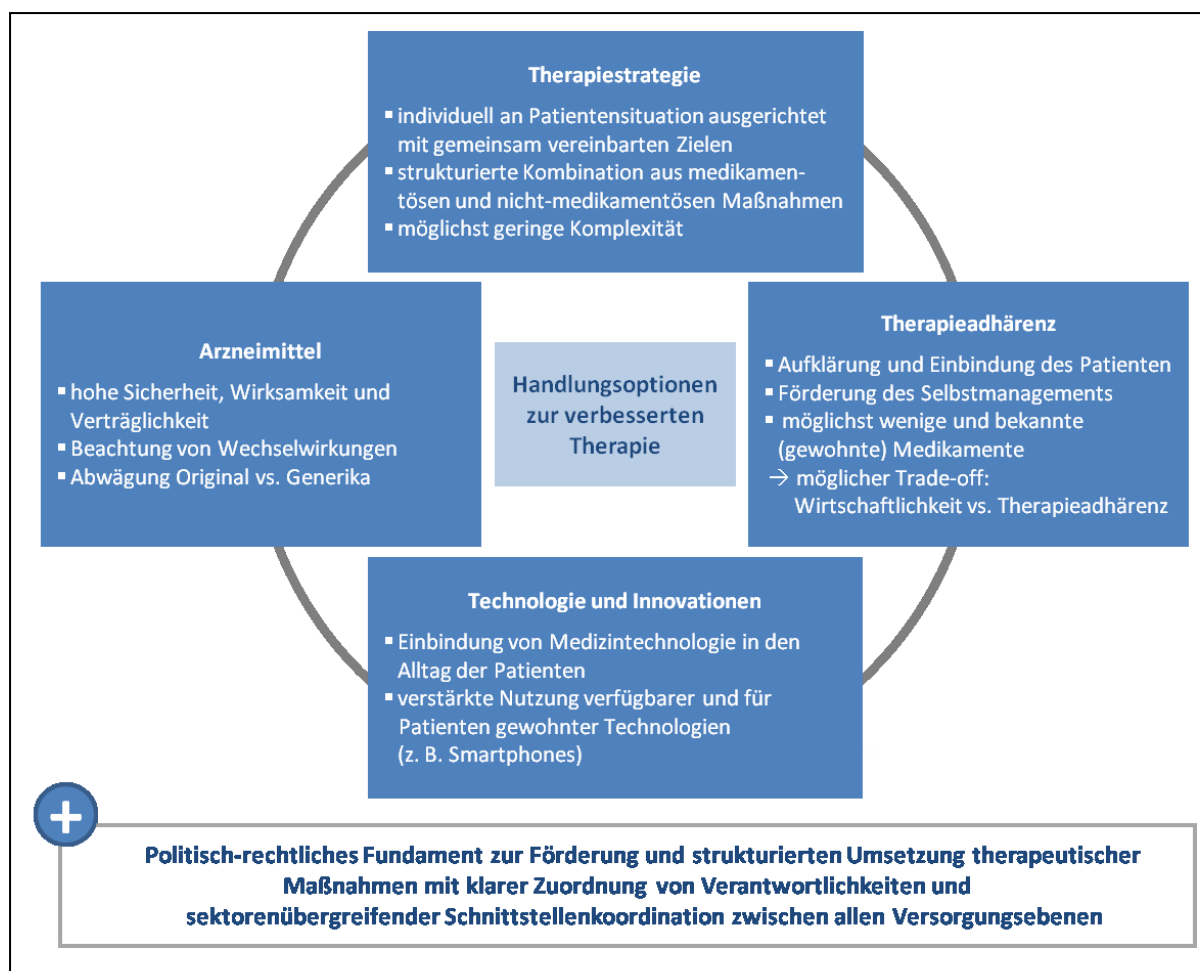 Therapiestrategie
▪ individuell an Patientensituation ausgerichtet
mit gemeinsam vereinbarten Zielen
▪ strukturierte Kombination aus medikamen-
tösen und nicht-medikamentösen Maßnahmen
▪ möglichst geringe Komplexität
Arzneimittel
▪ hohe Sicherheit, Wirksamkeit und
Verträglichkeit
▪ Beachtung von Wechselwirkungen
▪ Abwägung Original vs. Generika
Handlungsoptionen
zur verbesserten
Therapie
Therapieadhärenz
▪ Aufklärung und Einbindung des Patienten
▪ Förderung des Selbstmanagements
▪ möglichst wenige und bekannte
(gewohnte) Medikamente
→ möglicher Trade-off:
Wirtschaftlichkeit vs. Therapieadhärenz
Technologie und Innovationen
▪ Einbindung von Medizintechnologie in den
Alltag der Patienten
▪ verstärkte Nutzung verfügbarer und für
Patienten gewohnter Technologien
(z. B. Smartphones)
+
Politisch-rechtliches Fundament zur Förderung und strukturierten Umsetzung therapeutischer
Maßnahmen mit klarer Zuordnung von Verantwortlichkeiten und
sektorenübergreifender Schnittstellenkoordination zwischen allen Versorgungsebenen